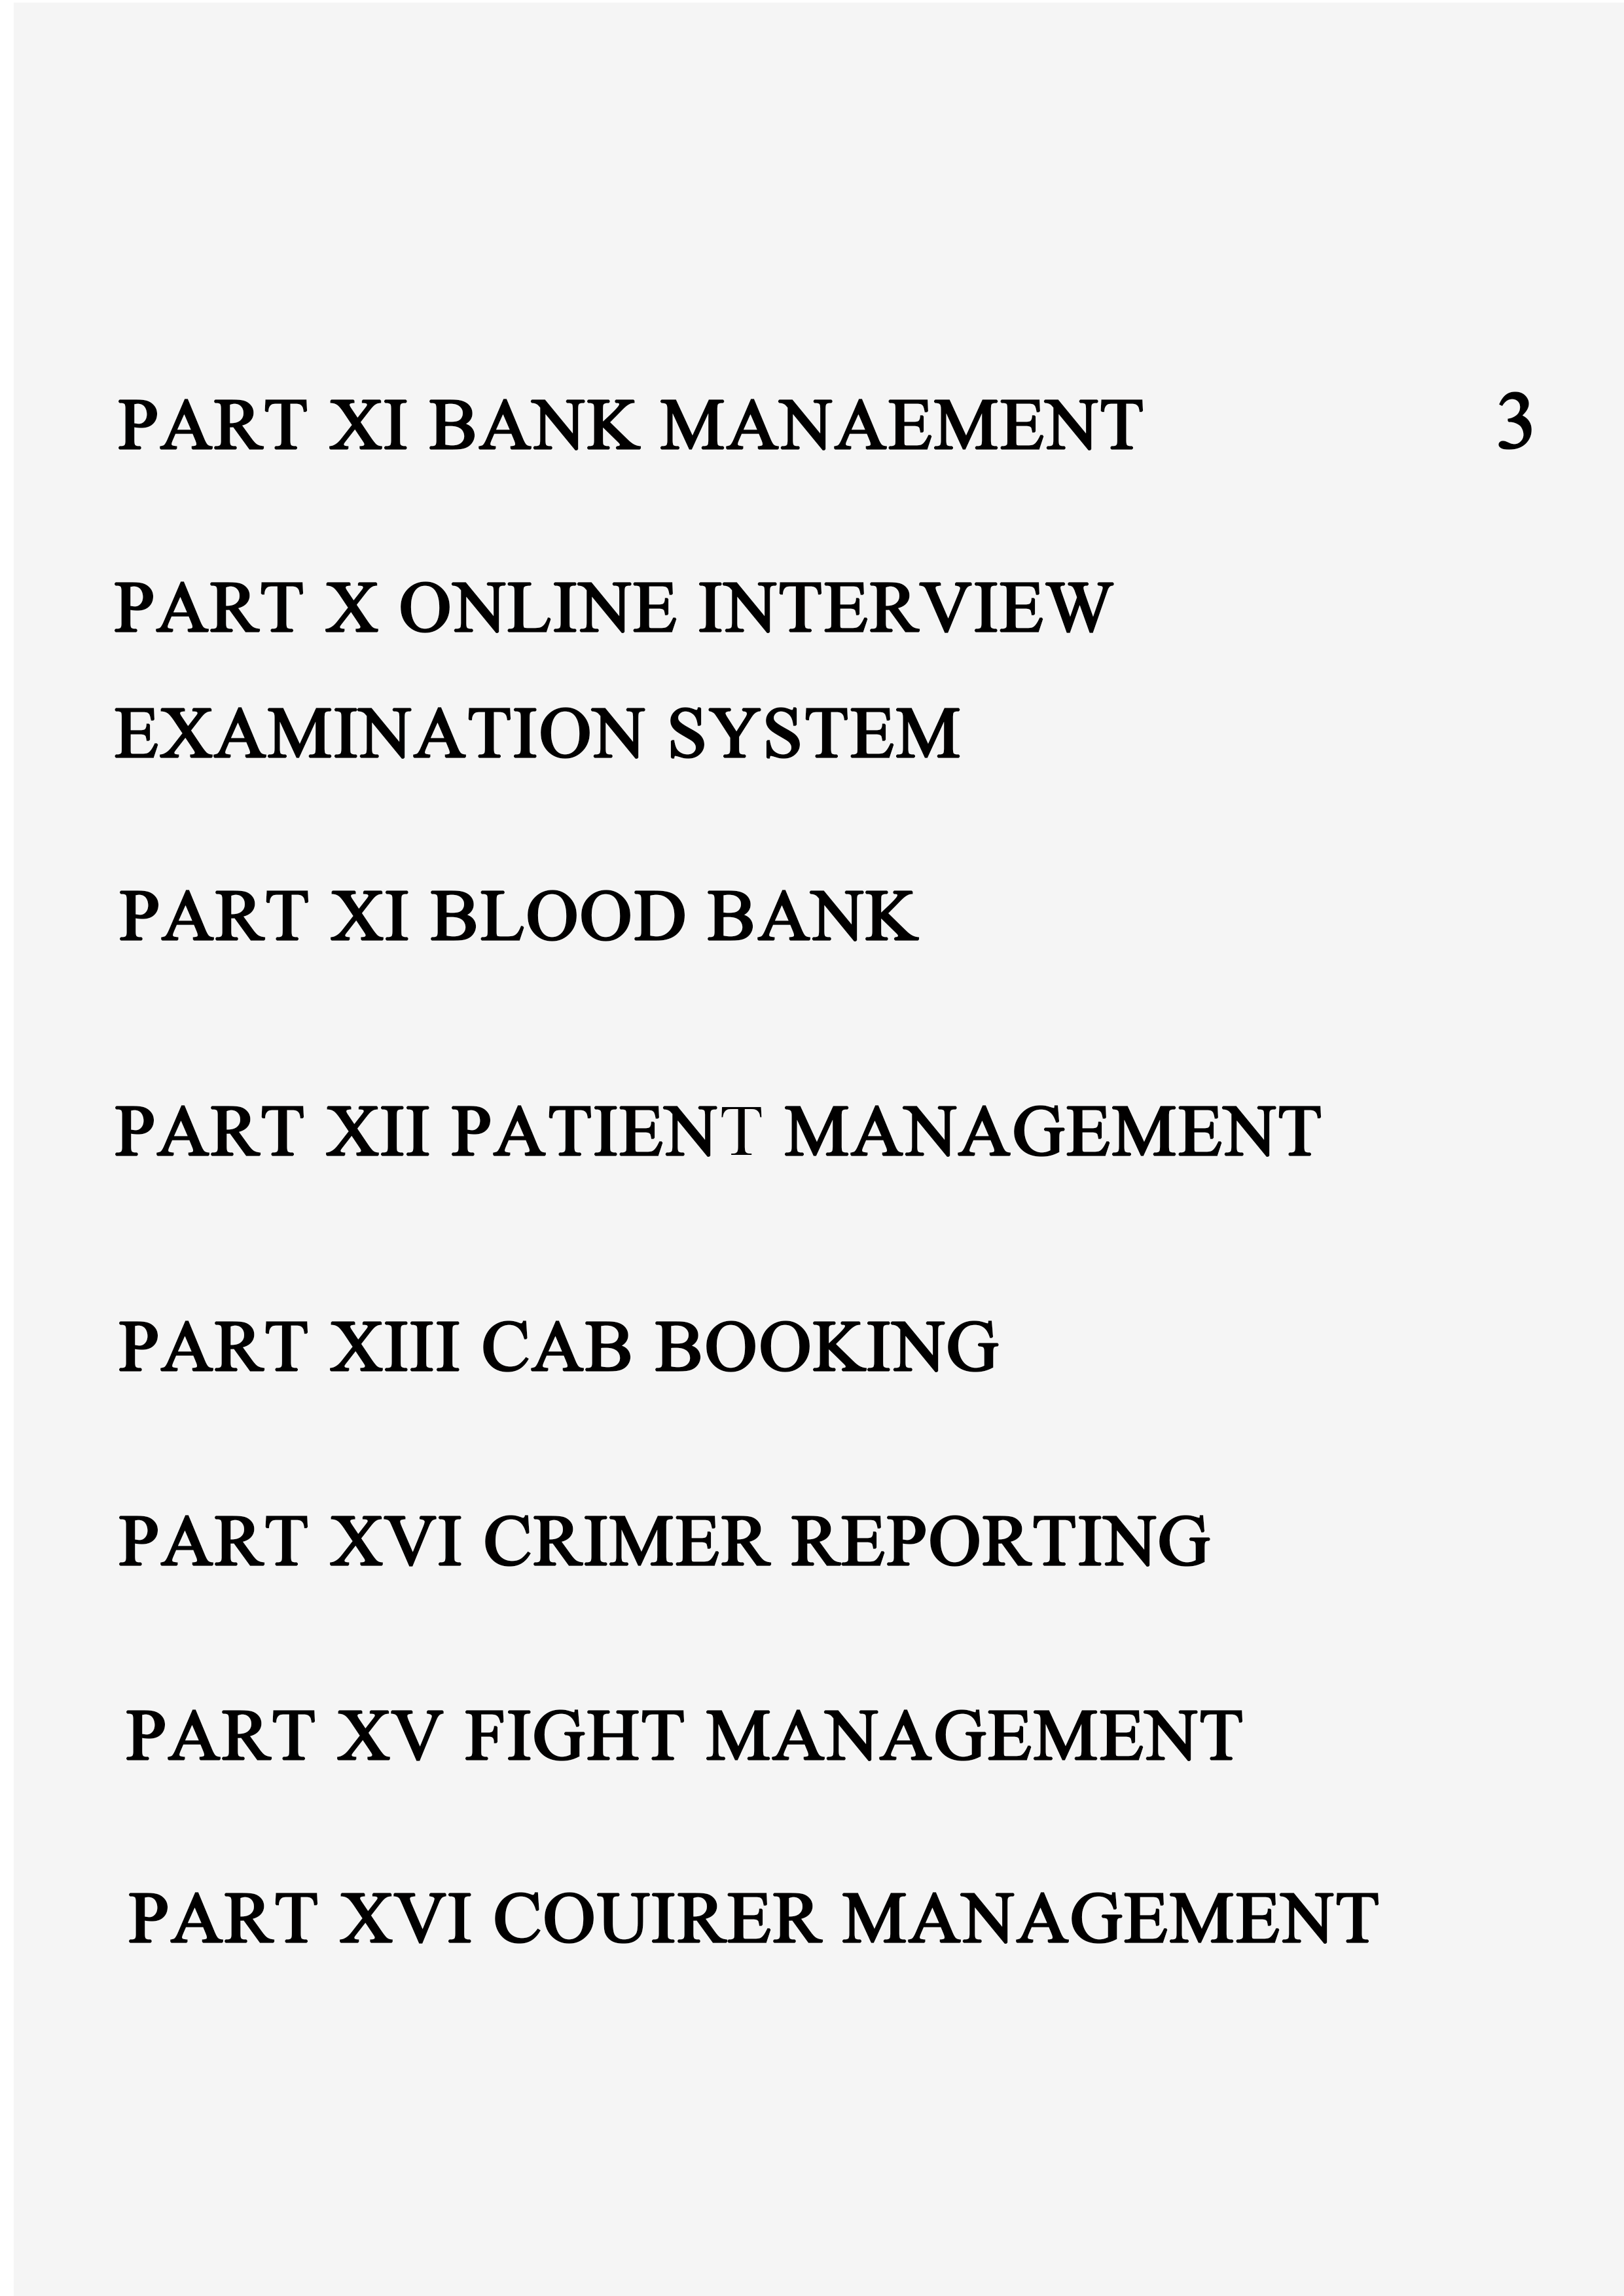 PART XI BANK MANAEMENT 3
PART X ONLINE INTERVIEW
EXAMINATION SYSTEM
PART XI BLOOD BANK
PART XII PATIENT MANAGEMENT
PART XIII CAB BOOKING
PART XVI CRIMER REPORTING
PART XV FIGHT MANAGEMENT
PART XVI COUIRER MANAGEMENT